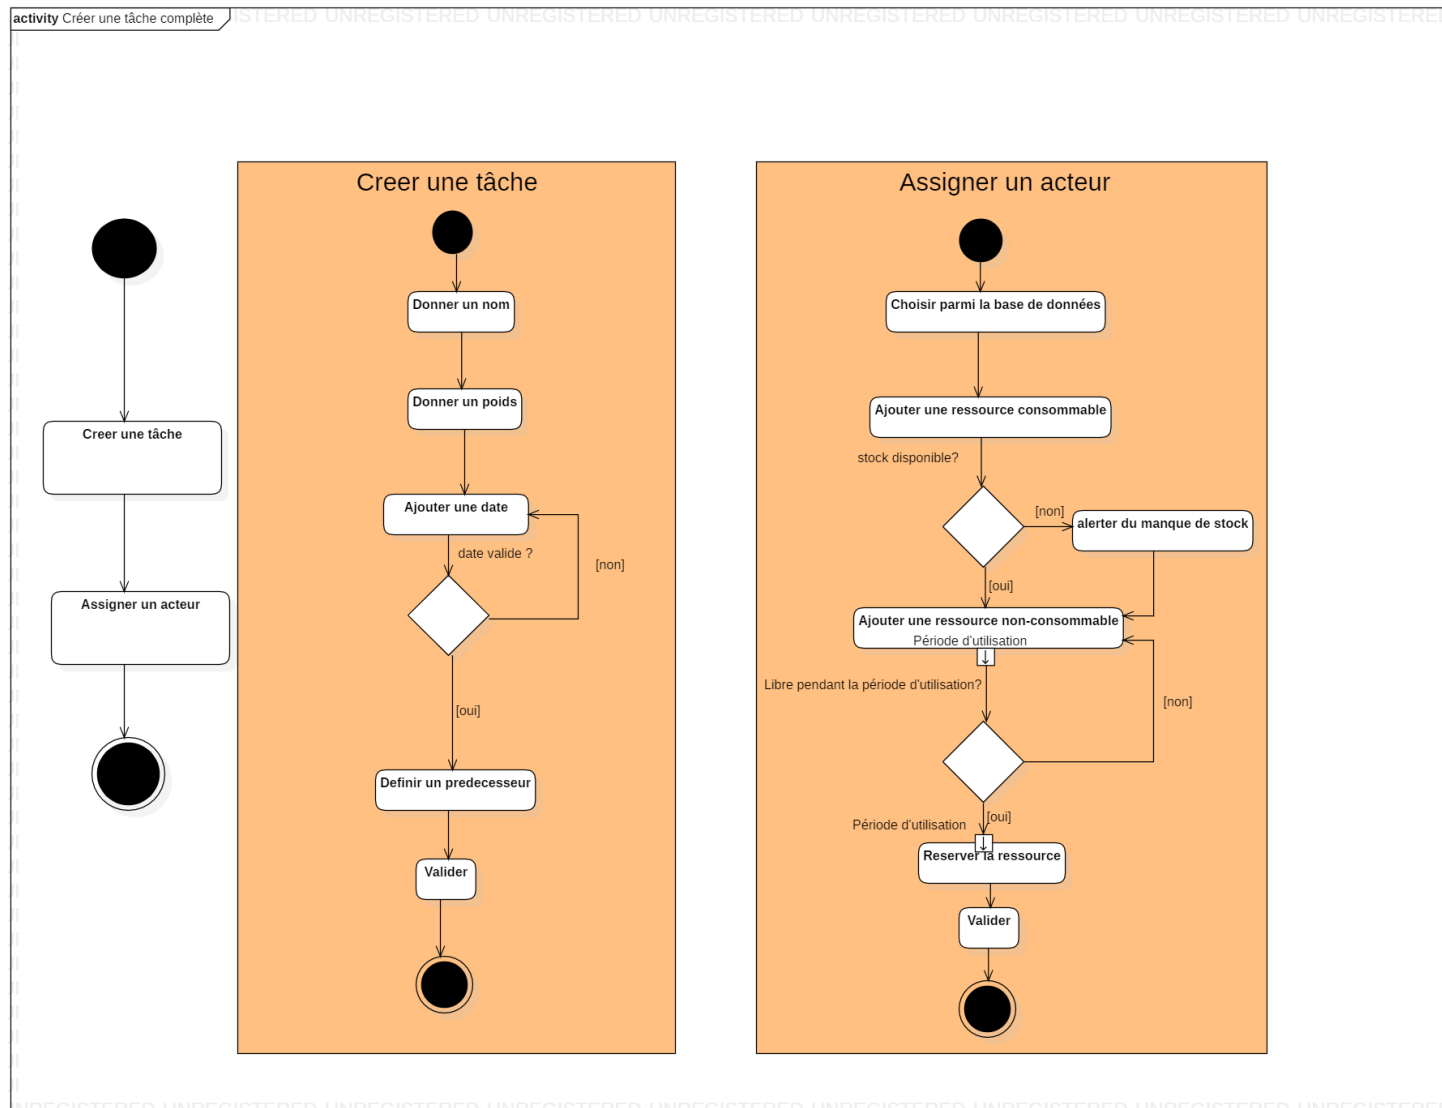 activity Créer une tâche complète
ISTERED UNREGISTERED UNREGISTERED UNREGISTERED UNREGISTERED UNREGISTERED UNREGISTERED UNREGISTERED
Creer une tâche
Assigner un acteur
Creer une tâche
Donner un nom
Donner un poids
Ajouter une date
date valide ?
[non]
[oui]
Definir un predecesseur
Valider
Assigner un acteur
Choisir parmi la base de données
Ajouter une ressource consommable
stock disponible?
[non]
alerter du manque de stock
[oui]
Ajouter une ressource non-consommable
Période d'utilisation
Libre pendant la période d'utilisation?
[non]
[oui]
Période d'utilisation
Reserver la ressource
Valider
UNREGISTERED UNREGISTERED UNREGISTERED UNREGISTERED UNREGISTERED UNREGISTERED UNREGISTERED UNREGISTERED UNREGISTERED